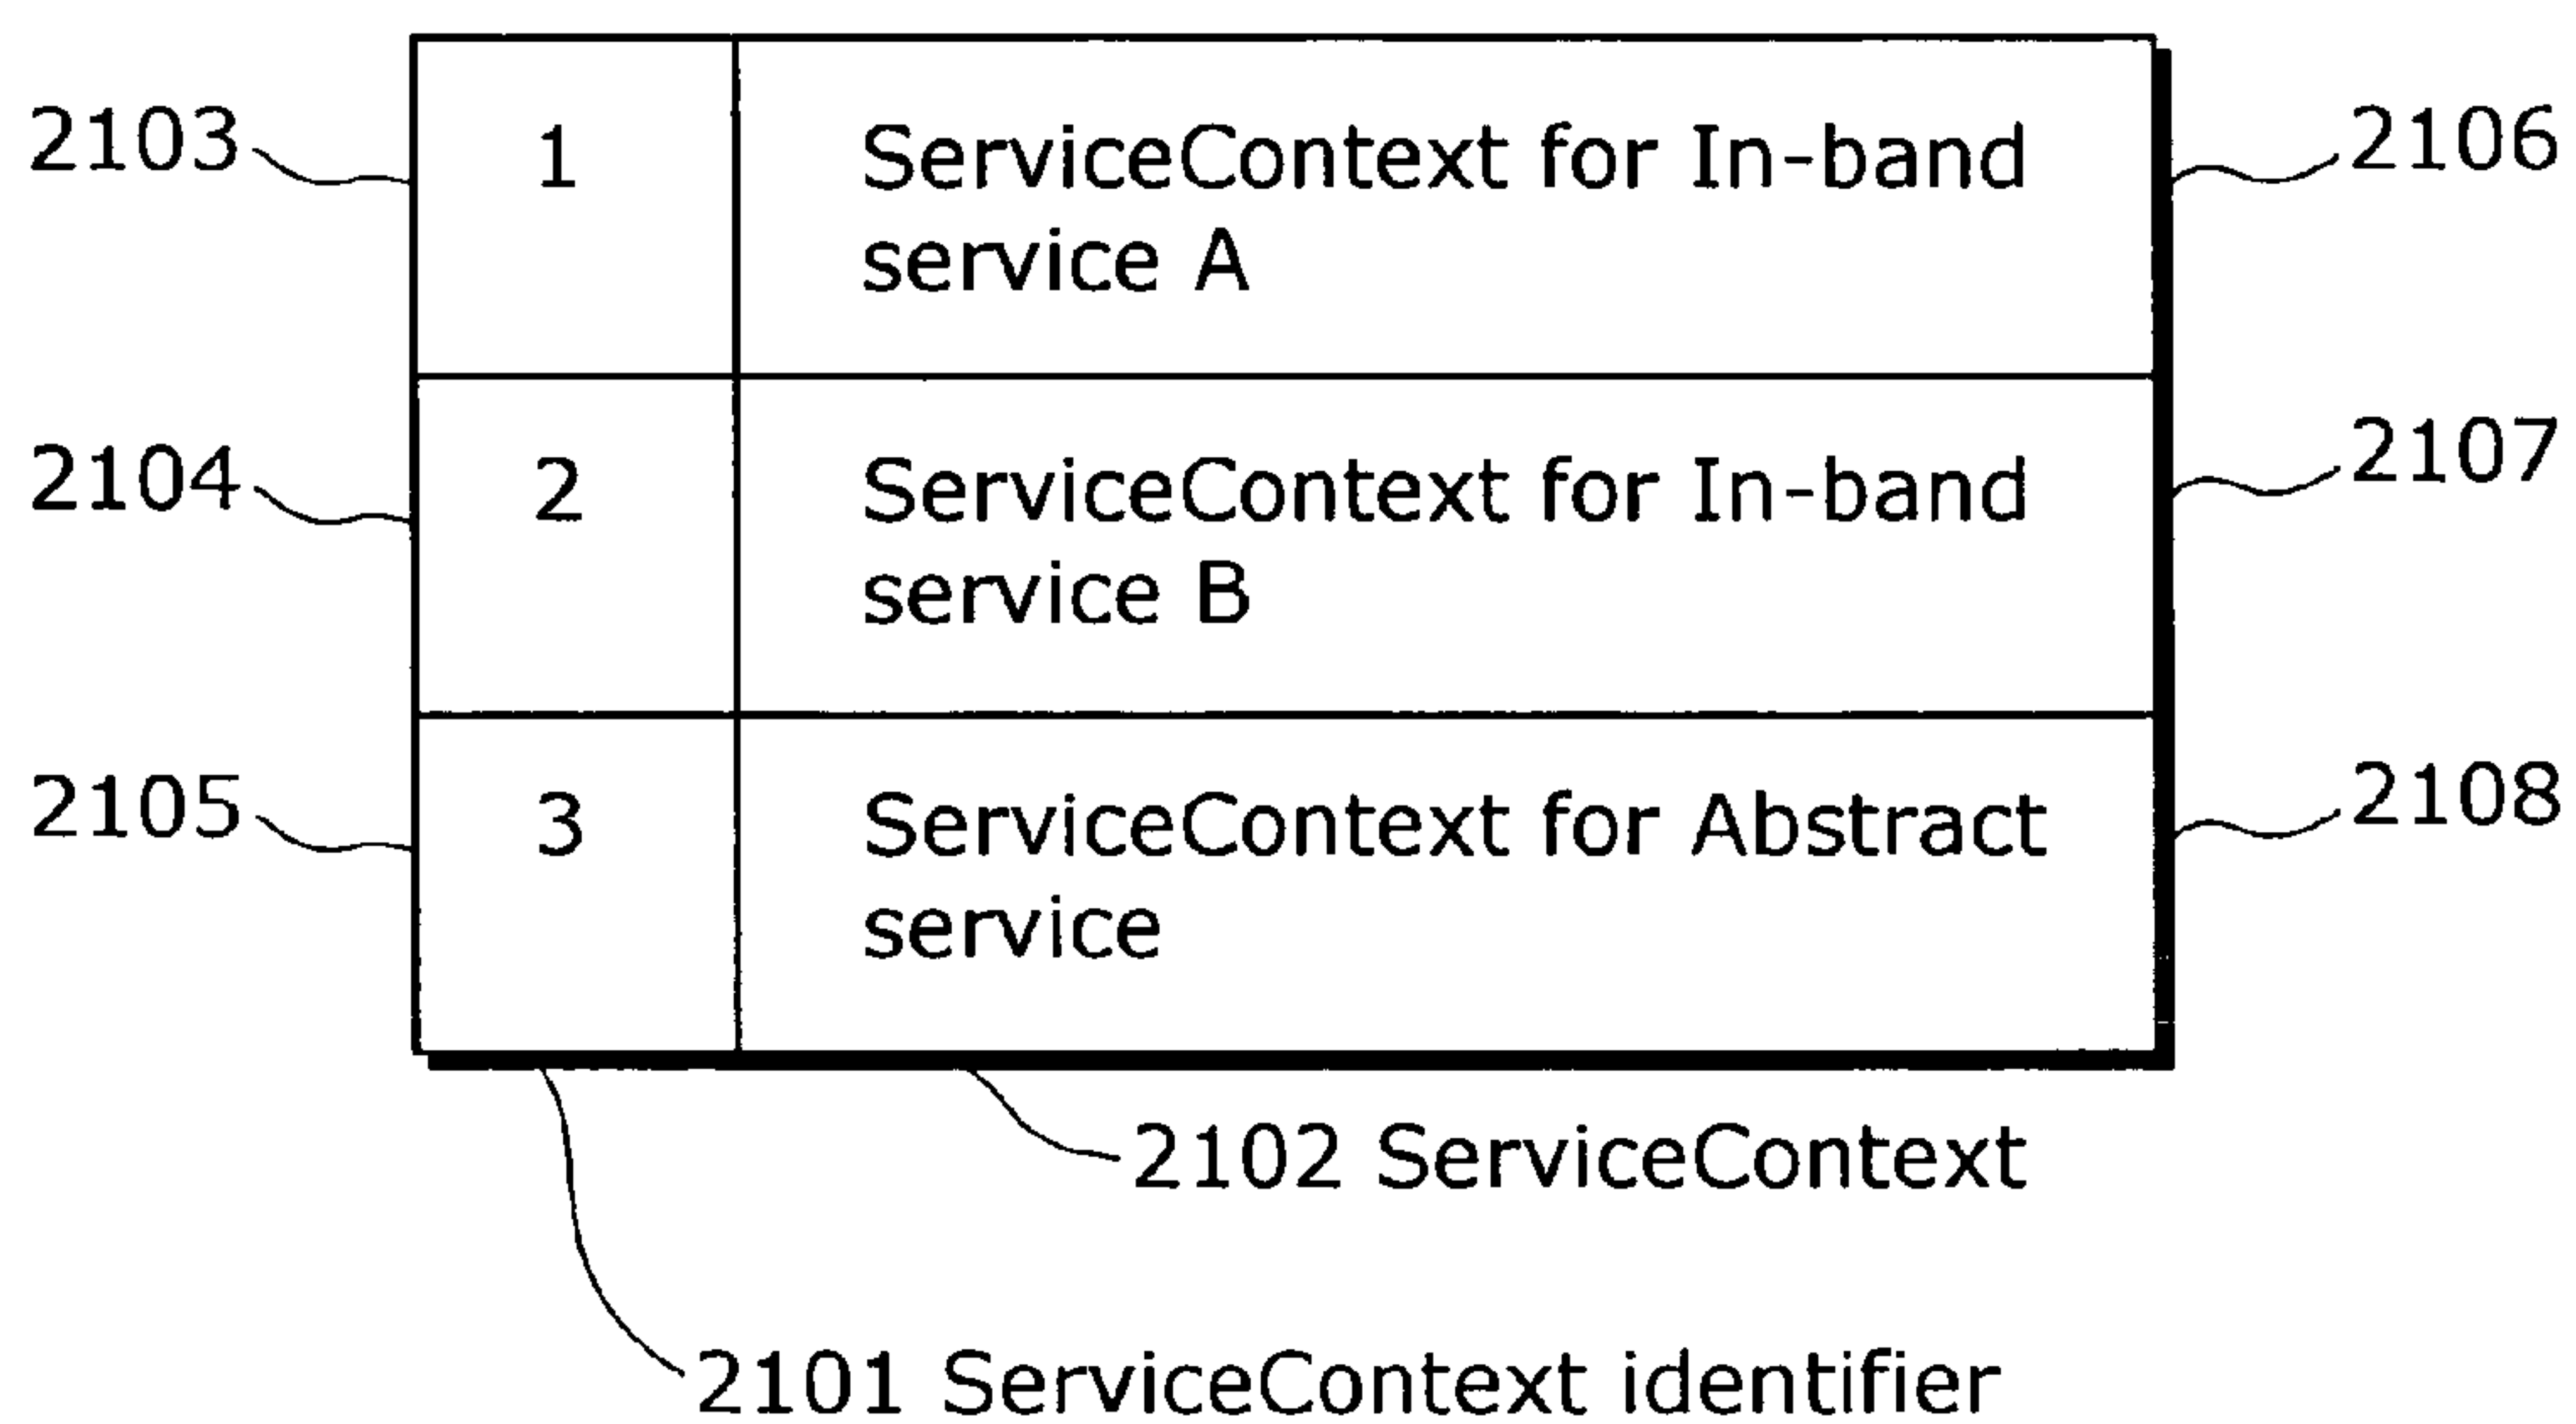 2103 1 ServiceContext for In-band 2106
service A
2104 2 ServiceContext for In-band 2107
service B
2105 3 ServiceContext for Abstract 2108
service
2102 ServiceContext
2101 ServiceContext identifier